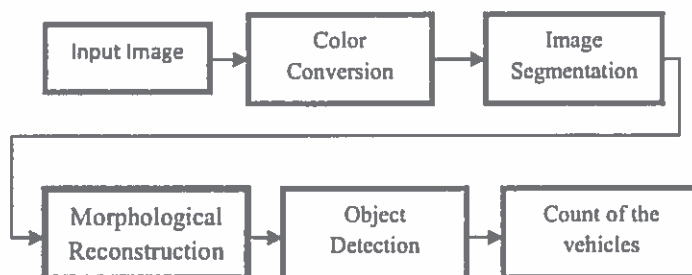 Input Image
Color
Conversion
Image
Segmentation
Morphological
Reconstruction
Object
Detection
Count of the
vehicles